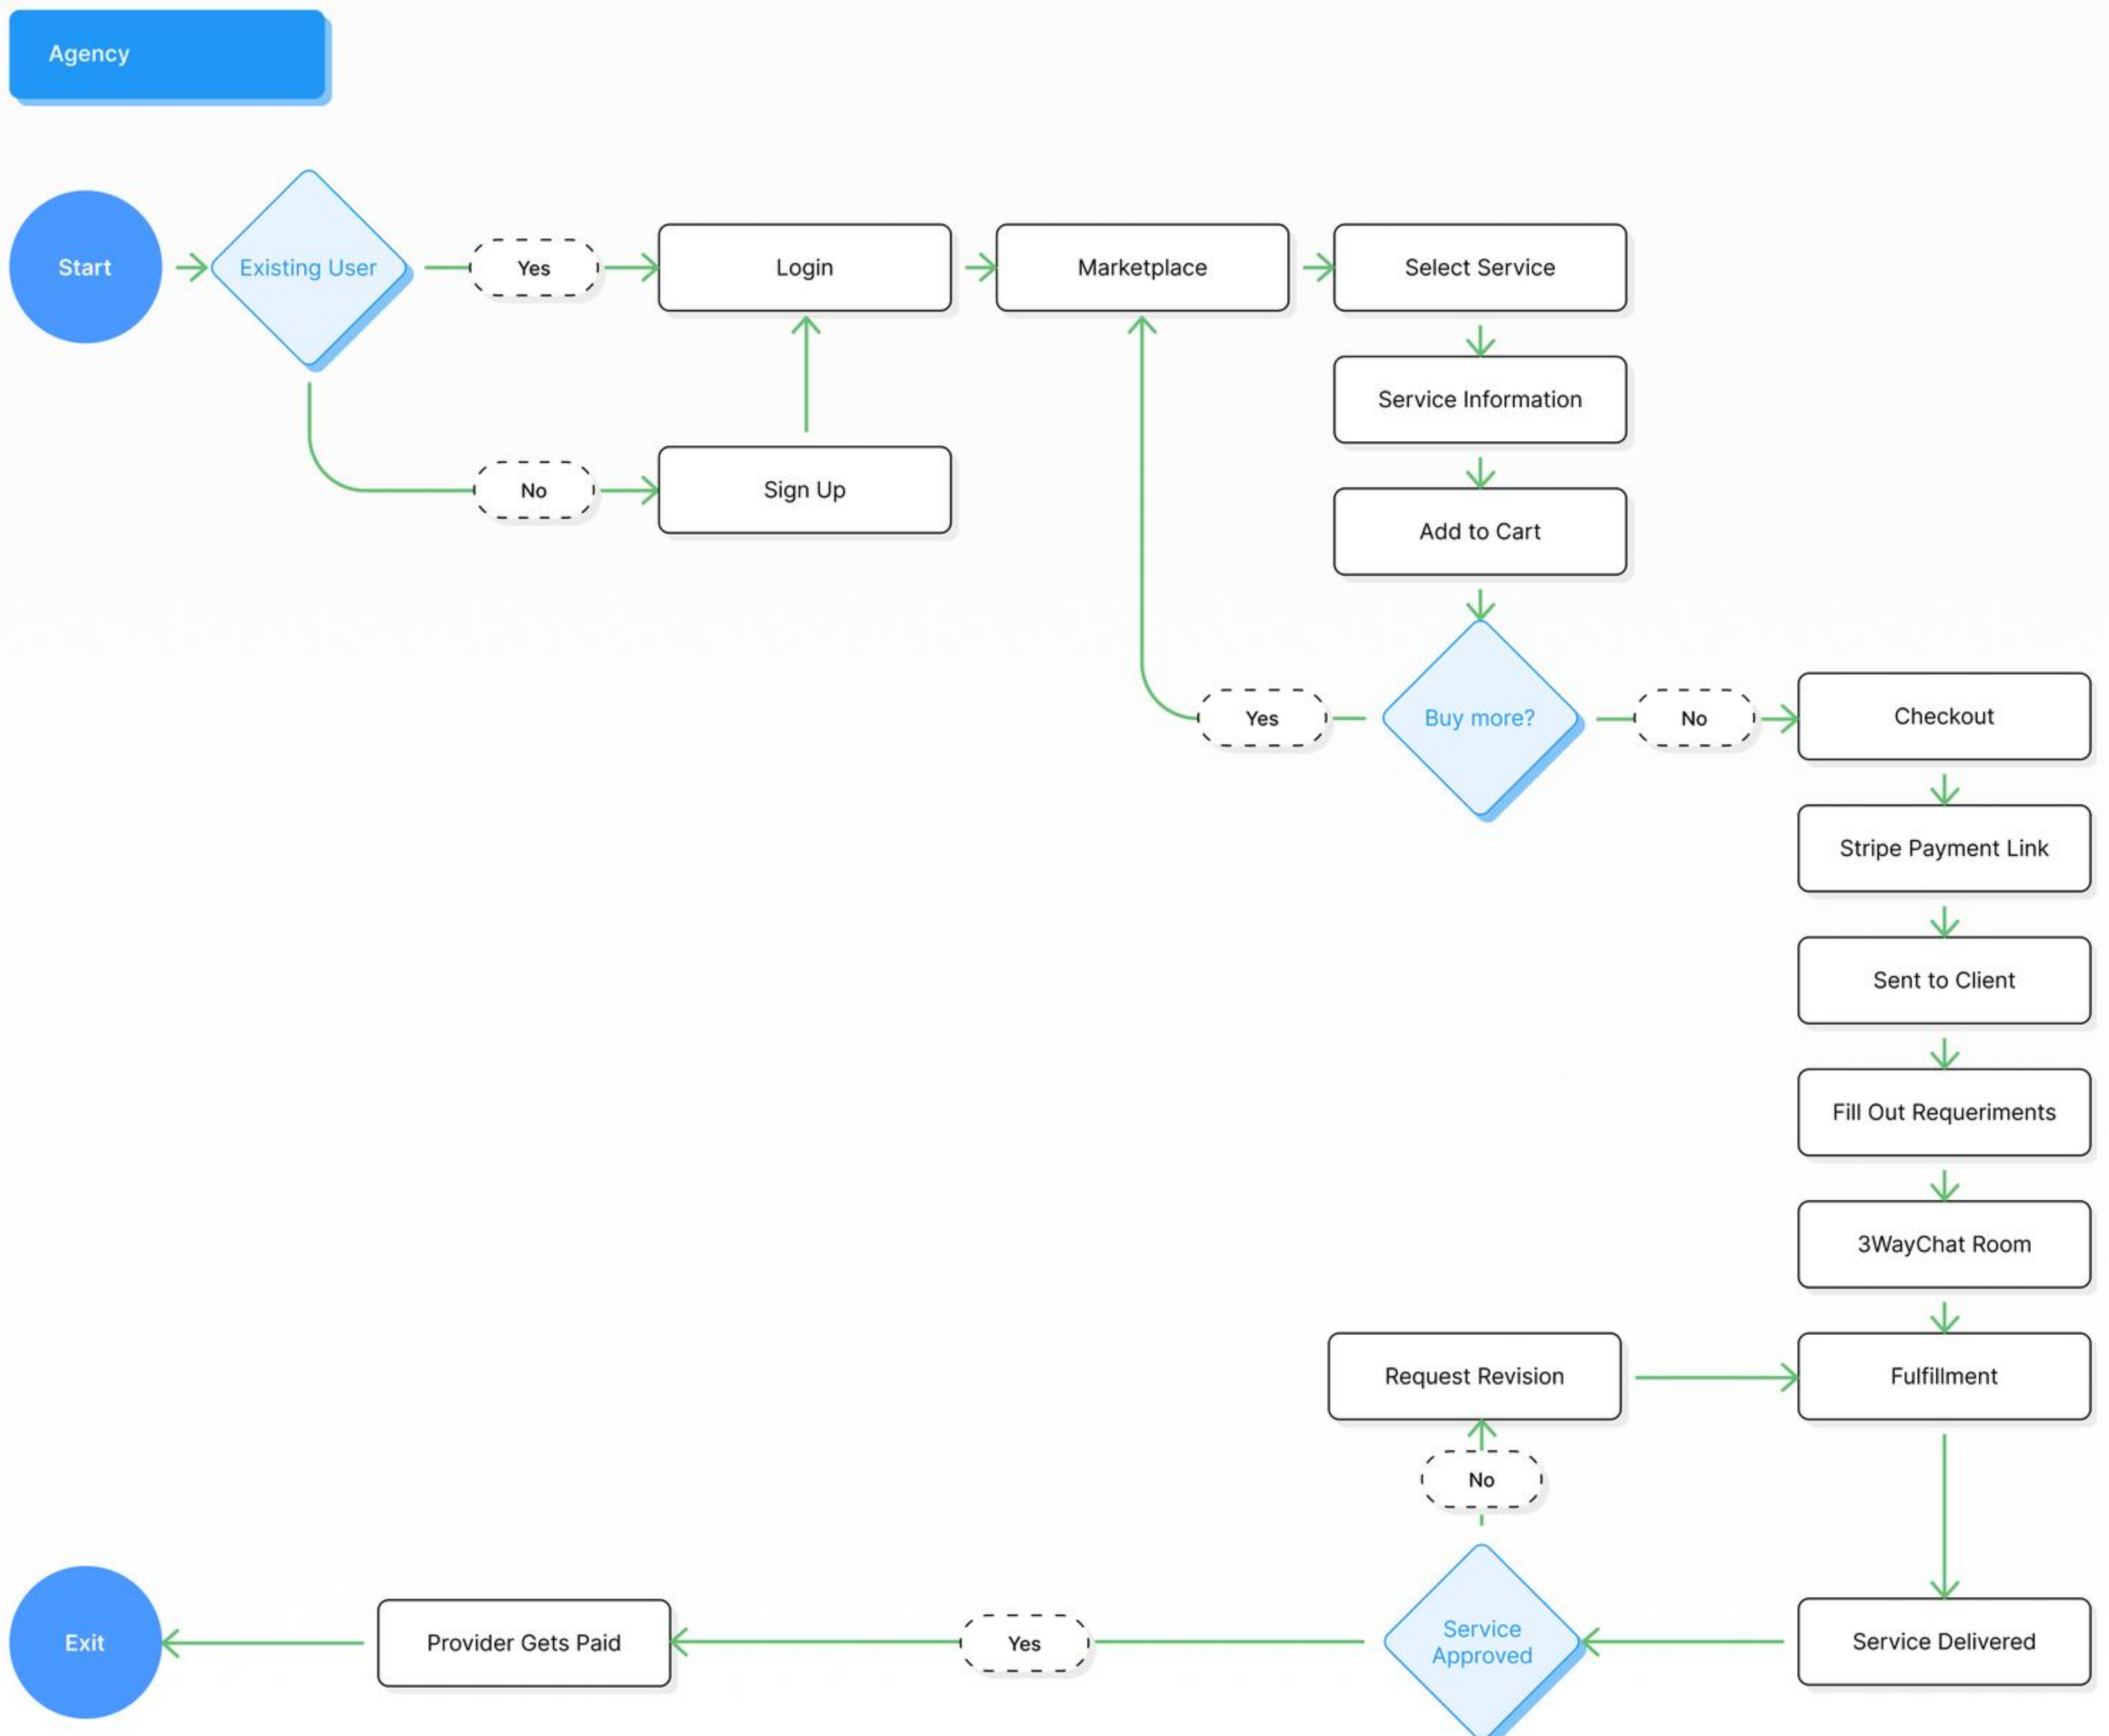 Agency
Start
Existing User
Yes
Login
Marketplace
Select Service
Service Information
No
Sign Up
Add to Cart
Yes
Buy more?
No
Checkout
Stripe Payment Link
Sent to Client
Fill Out Requeriments
3WayChat Room
Request Revision
Fulfillment
No
Exit
Provider Gets Paid
Yes
Service
Approved
Service Delivered